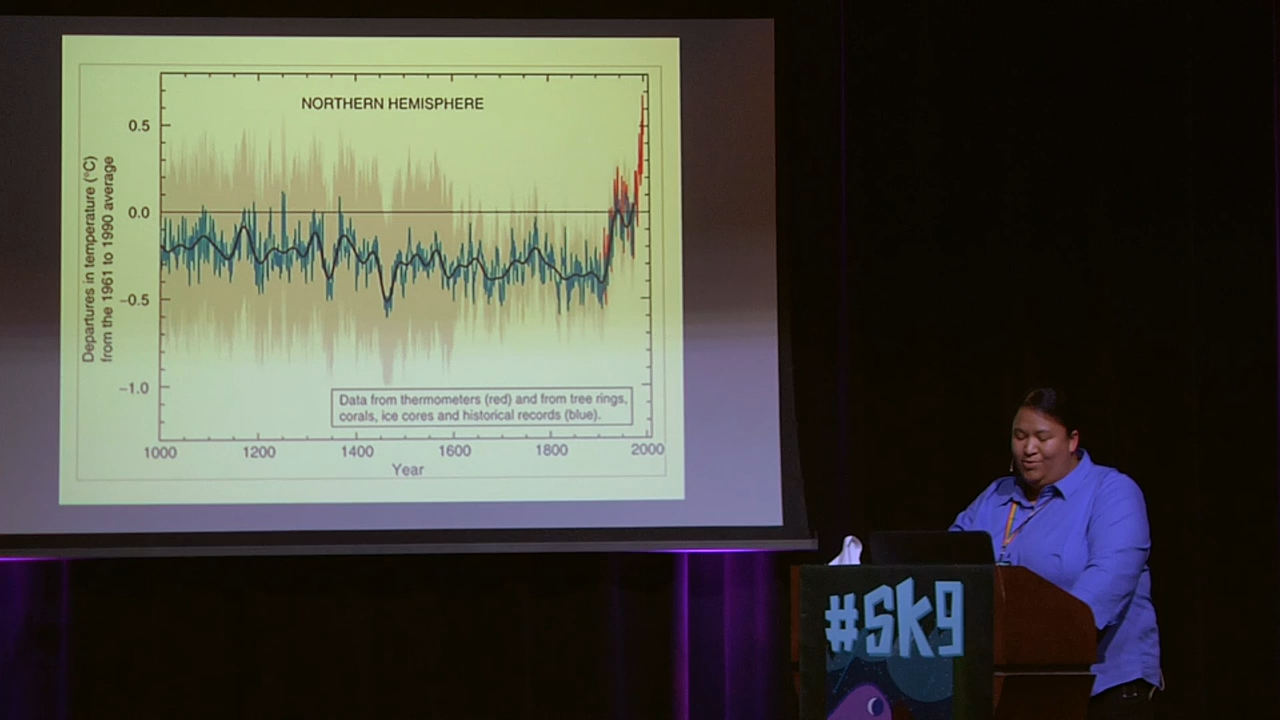 NORTHERN HEMISPHERE
Departures in temperature (°C)
from the 1961 to 1990 average
0.5
0.0
−0.5
−1.0
Data from thermometers (red) and from tree rings,
corals, ice cores and historical records (blue).
1000 1200 1400 1600 1800 2000
Year
#sk9